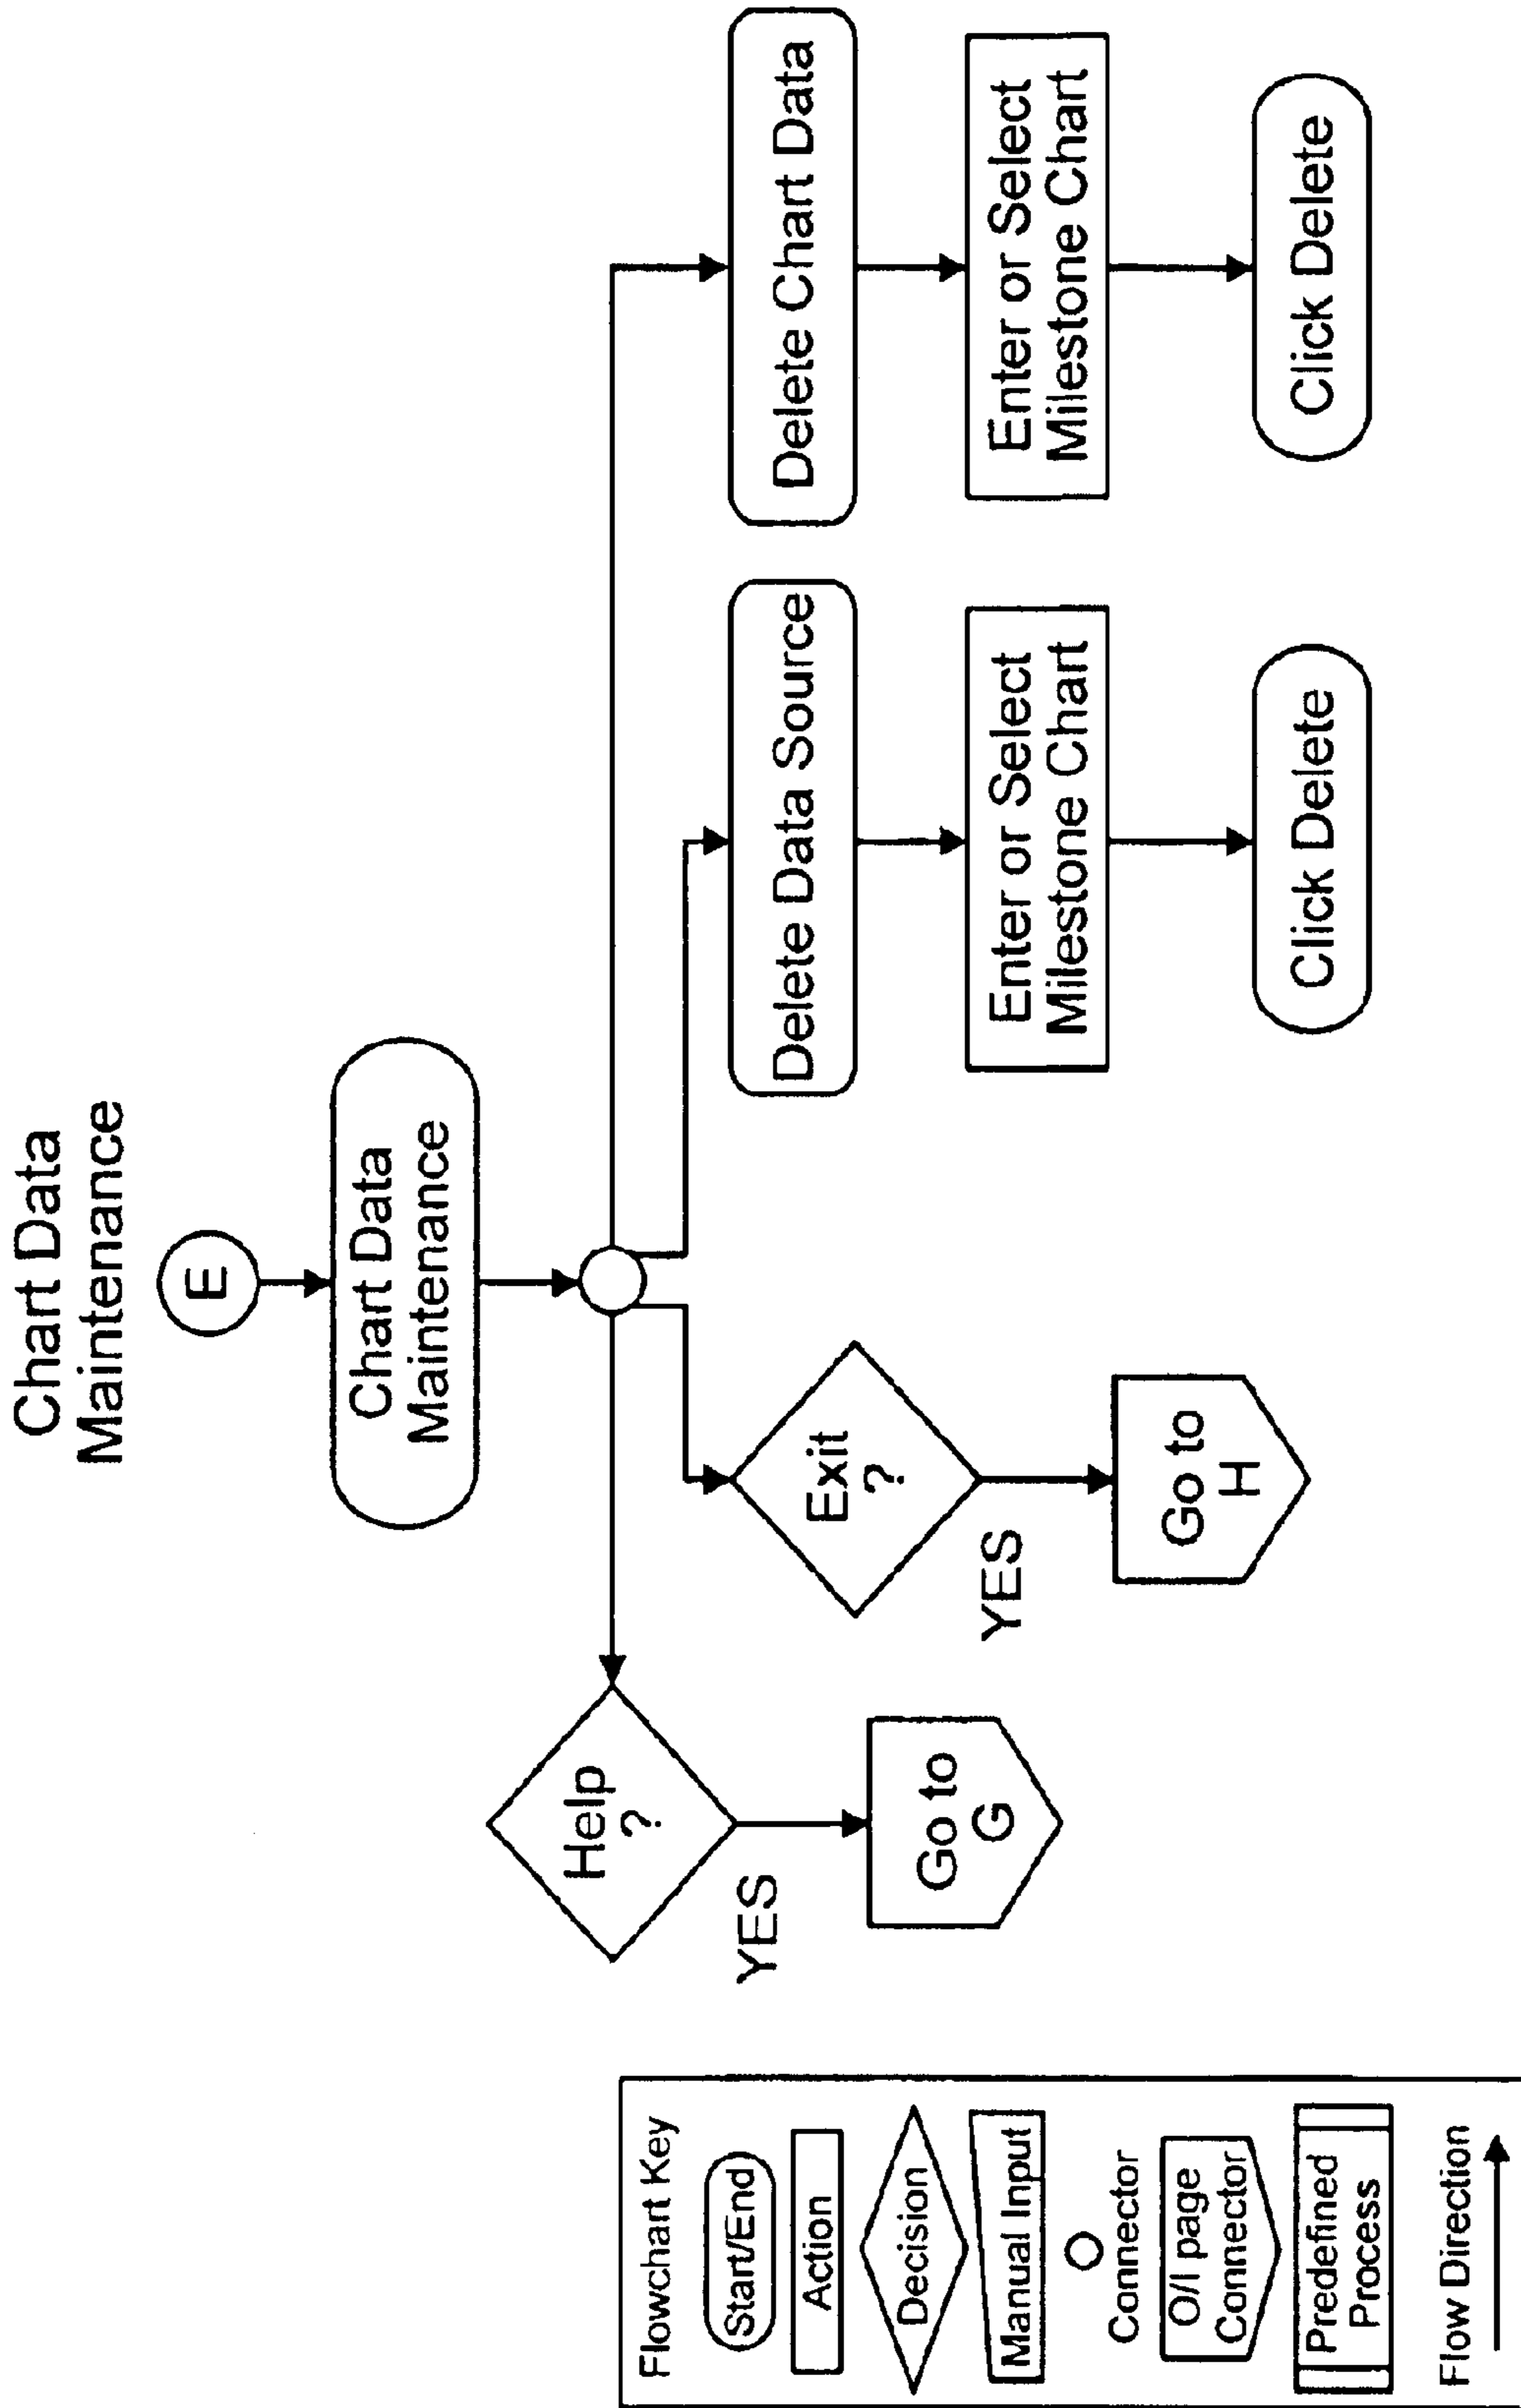 Chart Data
Maintenance
E
Chart Data
Maintenance
Help
?
YES
Go to
G
Exit
?
YES
Go to
H
Delete Data Source
Enter or Select
Milestone Chart
Click Delete
Delete Chart Data
Enter or Select
Milestone Chart
Click Delete
Flowchart Key
Start/End
Action
Decision
Manual Input
Connector
O/I page
Connector
Predefined
Process
Flow Direction